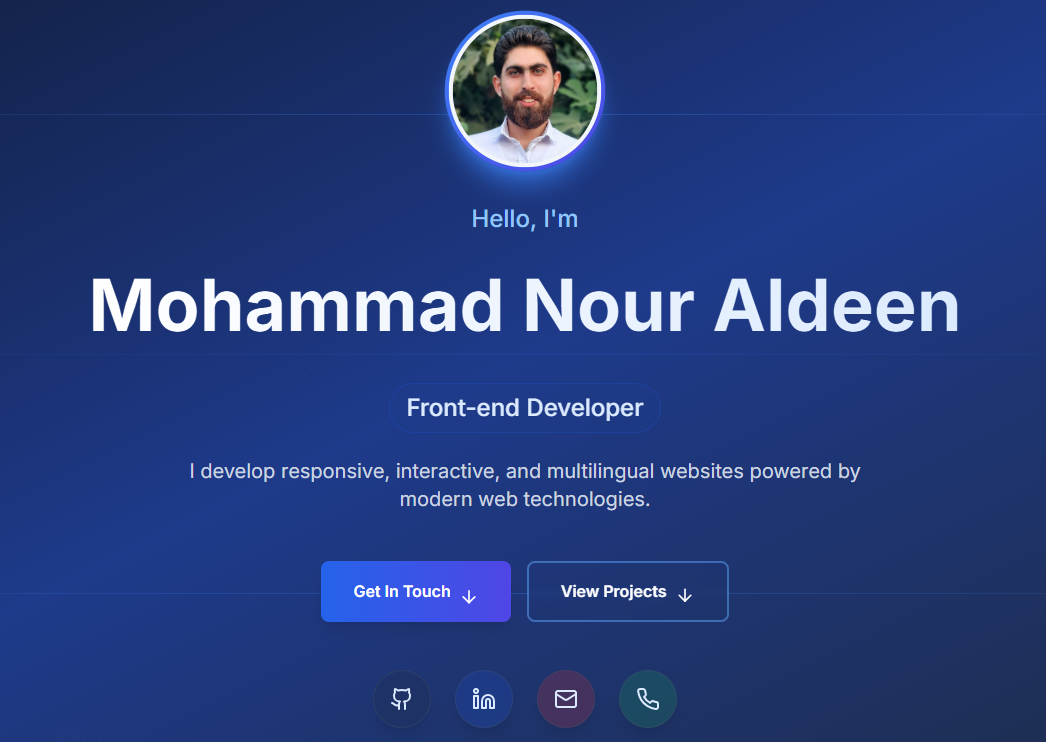 Hello, I'm
Mohammad Nour Aldeen
Front-end Developer
I develop responsive, interactive, and multilingual websites powered by
modern web technologies.
Get In Touch
View Projects
in